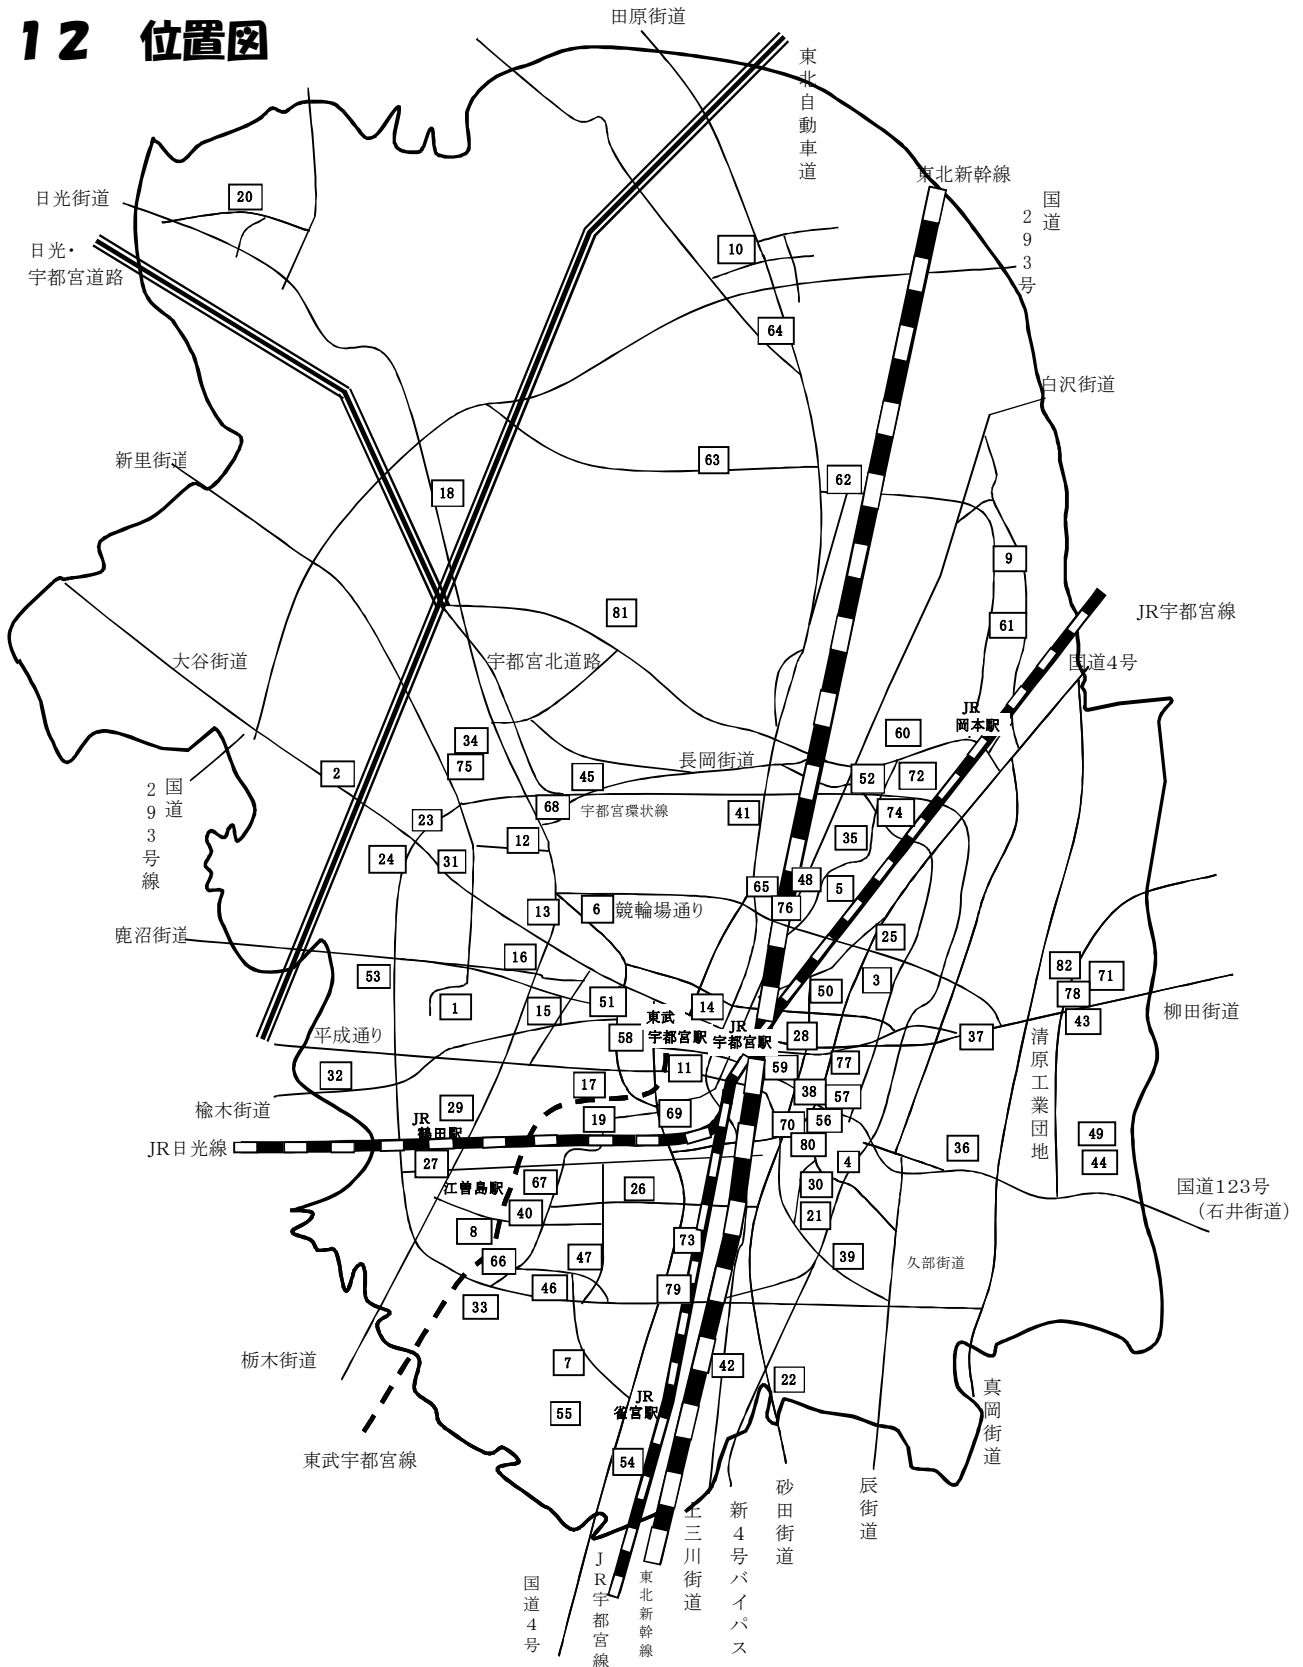 12 位置図
田原街道
東北自動車道
東北新幹線
国道
293号
日光街道
20
日光・
宇都宮道路
10
64
白沢街道
新里街道
63
62
18
9
81
61
JR宇都宮線
大谷街道
宇都宮北道路
国道4号
JR
岡本駅
34
60
75
長岡街道
2
45
52
72
国道
293号線
68
宇都宮環状線
41
74
23
12
35
24
31
65
48
5
13
6
競輪場通り
76
鹿沼街道
25
16
82
71
53
3
50
78
1
15
51
14
柳田街道
43
東武
宇都宮駅
JR
宇都宮駅
58
28
37
平成通り
清原工業団地
32
11
59
77
17
38
57
楡木街道
29
19
69
70
56
49
JR
鶴田駅
JR日光線
80
36
27
4
44
江曽島駅
67
26
30
国道123号
(石井街道)
40
21
8
73
66
47
39
久部街道
46
79
33
栃木街道
7
42
22
真岡街道
JR
雀宮駅
55
東武宇都宮線
54
国道4号
JR宇都宮線
東北新幹線
上三川街道
新4号バイパス
砂田街道
辰街道